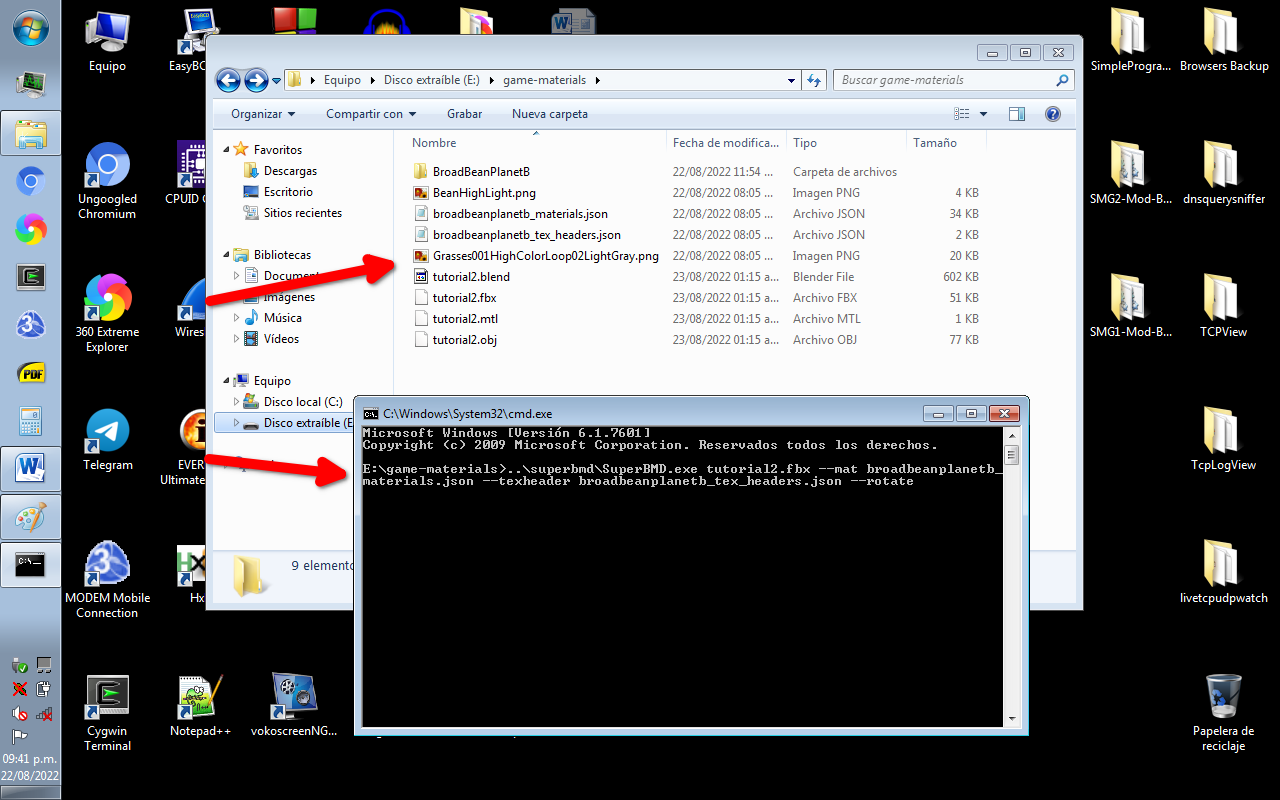 Equipo
EasyBC
SimpleProgra...
Browsers Backup
Equipo
Disco extraíble (E:)
game-materials
Buscar game-materials
Organizar
Compartir con
Grabar
Nueva carpeta
Favoritos
Descargas
Escritorio
Sitios recientes
Bibliotecas
Document
Imágenes
Música
Vídeos
Equipo
Disco local (C:)
Disco extraíble (E
Nombre
Fecha de modifica...
Tipo
Tamaño
BroadBeanPlanetB 22/08/2022 11:54 ... Carpeta de archivos
BeanHighLight.png 22/08/2022 08:05 ... Imagen PNG 4 KB
broadbeanplanetb_materials.json 22/08/2022 08:05 ... Archivo JSON 34 KB
broadbeanplanetb_tex_headers.json 22/08/2022 08:05 ... Archivo JSON 2 KB
Grasses001HighColorLoop02LightGray.png 22/08/2022 08:05 ... Imagen PNG 20 KB
tutorial2.blend 23/08/2022 01:15 a... Blender File 602 KB
tutorial2.fbx 23/08/2022 01:15 a... Archivo FBX 51 KB
tutorial2.mtl 23/08/2022 01:15 a... Archivo MTL 1 KB
tutorial2.obj 23/08/2022 01:15 a... Archivo OBJ 77 KB
9 elemento
C:\Windows\System32\cmd.exe
Microsoft Windows [Versión 6.1.7601]
Copyright (c) 2009 Microsoft Corporation. Reservados todos los derechos.
E:\game-materials>..\superbmd\SuperBMD.exe tutorial2.fbx --mat broadbeanplanetb_
materials.json --texheader broadbeanplanetb_tex_headers.json --rotate
Ungoogled
Chromium
CPUID
SMG2-Mod-B...
dnsquerysniffer
360 Extreme
Explorer
Wires
SMG1-Mod-B...
TCPView
PDF
Telegram
EVER
Ultimate
TcpLogView
MODEM Mobile
Connection
Hx
livetcpudpwatch
Cygwin
Terminal
Notepad++
vokoscreenNG...
Papelera de
reciclaje
09:41 p.m.
22/08/2022